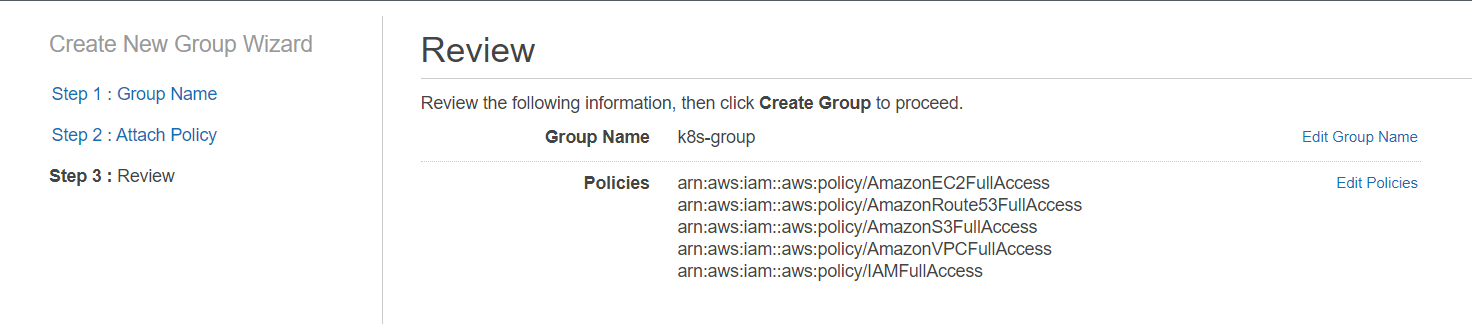 Create New Group Wizard
Step 1 : Group Name
Step 2 : Attach Policy
Step 3 : Review
Review
Review the following information, then click Create Group to proceed.
Group Name k8s-group Edit Group Name
Policies arn:aws:iam::aws:policy/AmazonEC2FullAccess Edit Policies
arn:aws:iam::aws:policy/AmazonRoute53FullAccess
arn:aws:iam::aws:policy/AmazonS3FullAccess
arn:aws:iam::aws:policy/AmazonVPCFullAccess
arn:aws:iam::aws:policy/IAMFullAccess